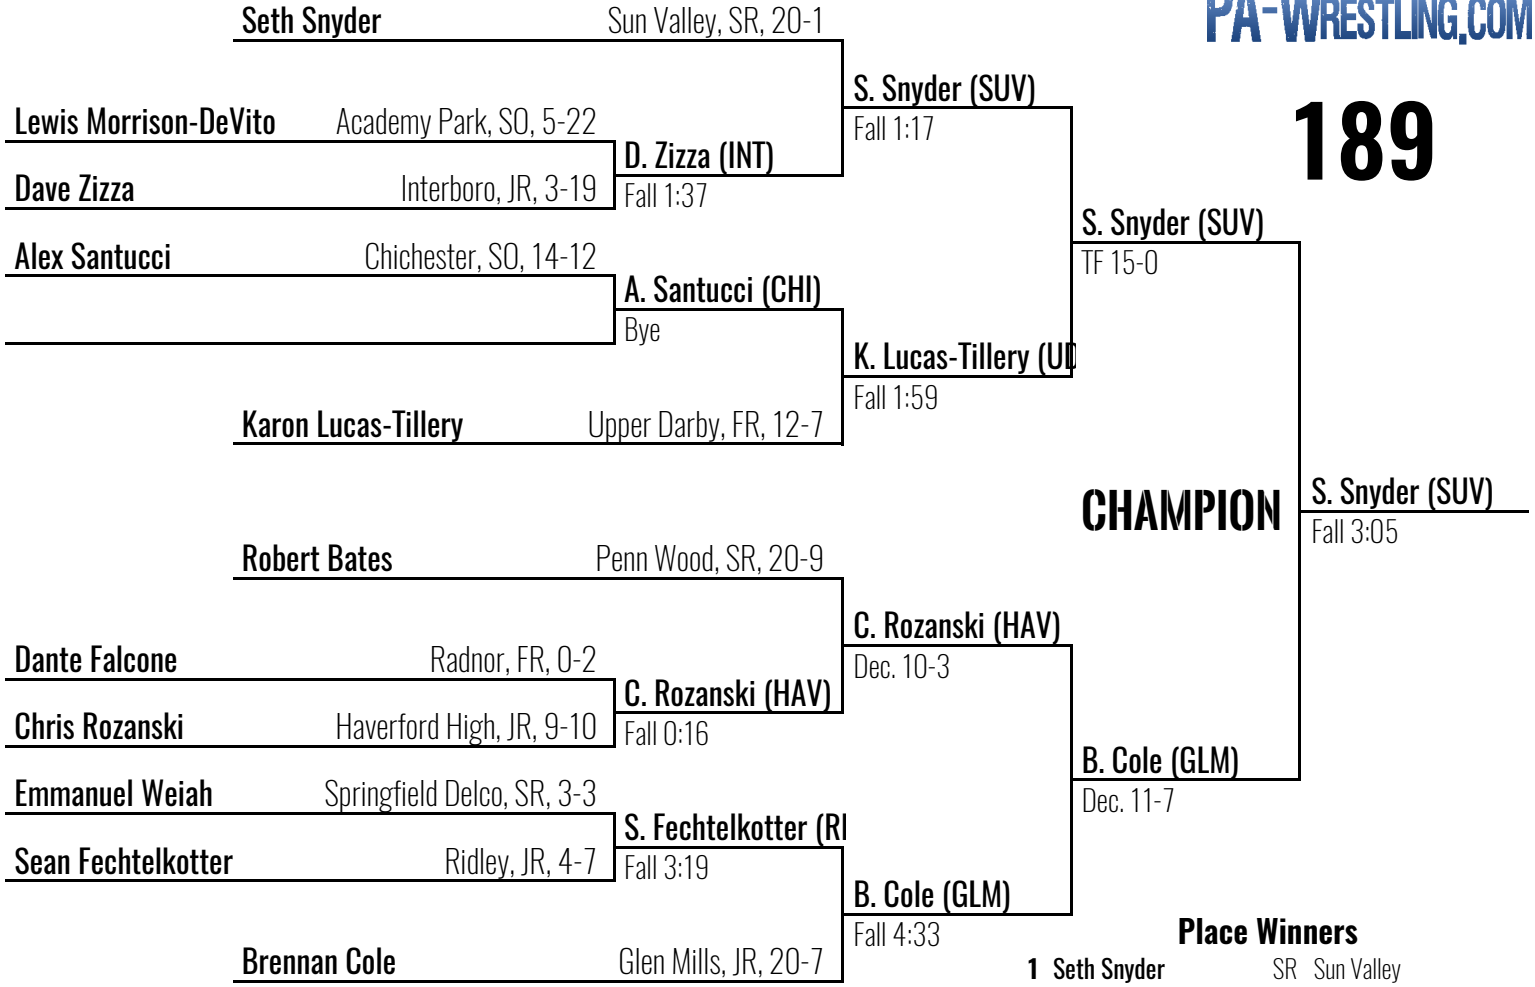 PA-WRESTLING.COM
189
Seth Snyder Sun Valley, SR, 20-1
S. Snyder (SUV)
Fall 1:17
Lewis Morrison-DeVito Academy Park, SO, 5-22
D. Zizza (INT)
Fall 1:37
Dave Zizza Interboro, JR, 3-19
S. Snyder (SUV)
TF 15-0
Alex Santucci Chichester, SO, 14-12
A. Santucci (CHI)
Bye
K. Lucas-Tillery (UD
Fall 1:59
Karon Lucas-Tillery Upper Darby, FR, 12-7
CHAMPION
S. Snyder (SUV)
Fall 3:05
Robert Bates Penn Wood, SR, 20-9
C. Rozanski (HAV)
Dec. 10-3
Dante Falcone Radnor, FR, 0-2
C. Rozanski (HAV)
Fall 0:16
Chris Rozanski Haverford High, JR, 9-10
B. Cole (GLM)
Dec. 11-7
Emmanuel Weiah Springfield Delco, SR, 3-3
S. Fechtelkotter (RI
Fall 3:19
Sean Fechtelkotter Ridley, JR, 4-7
B. Cole (GLM)
Fall 4:33
Brennan Cole Glen Mills, JR, 20-7
Place Winners
1 Seth Snyder SR Sun Valley